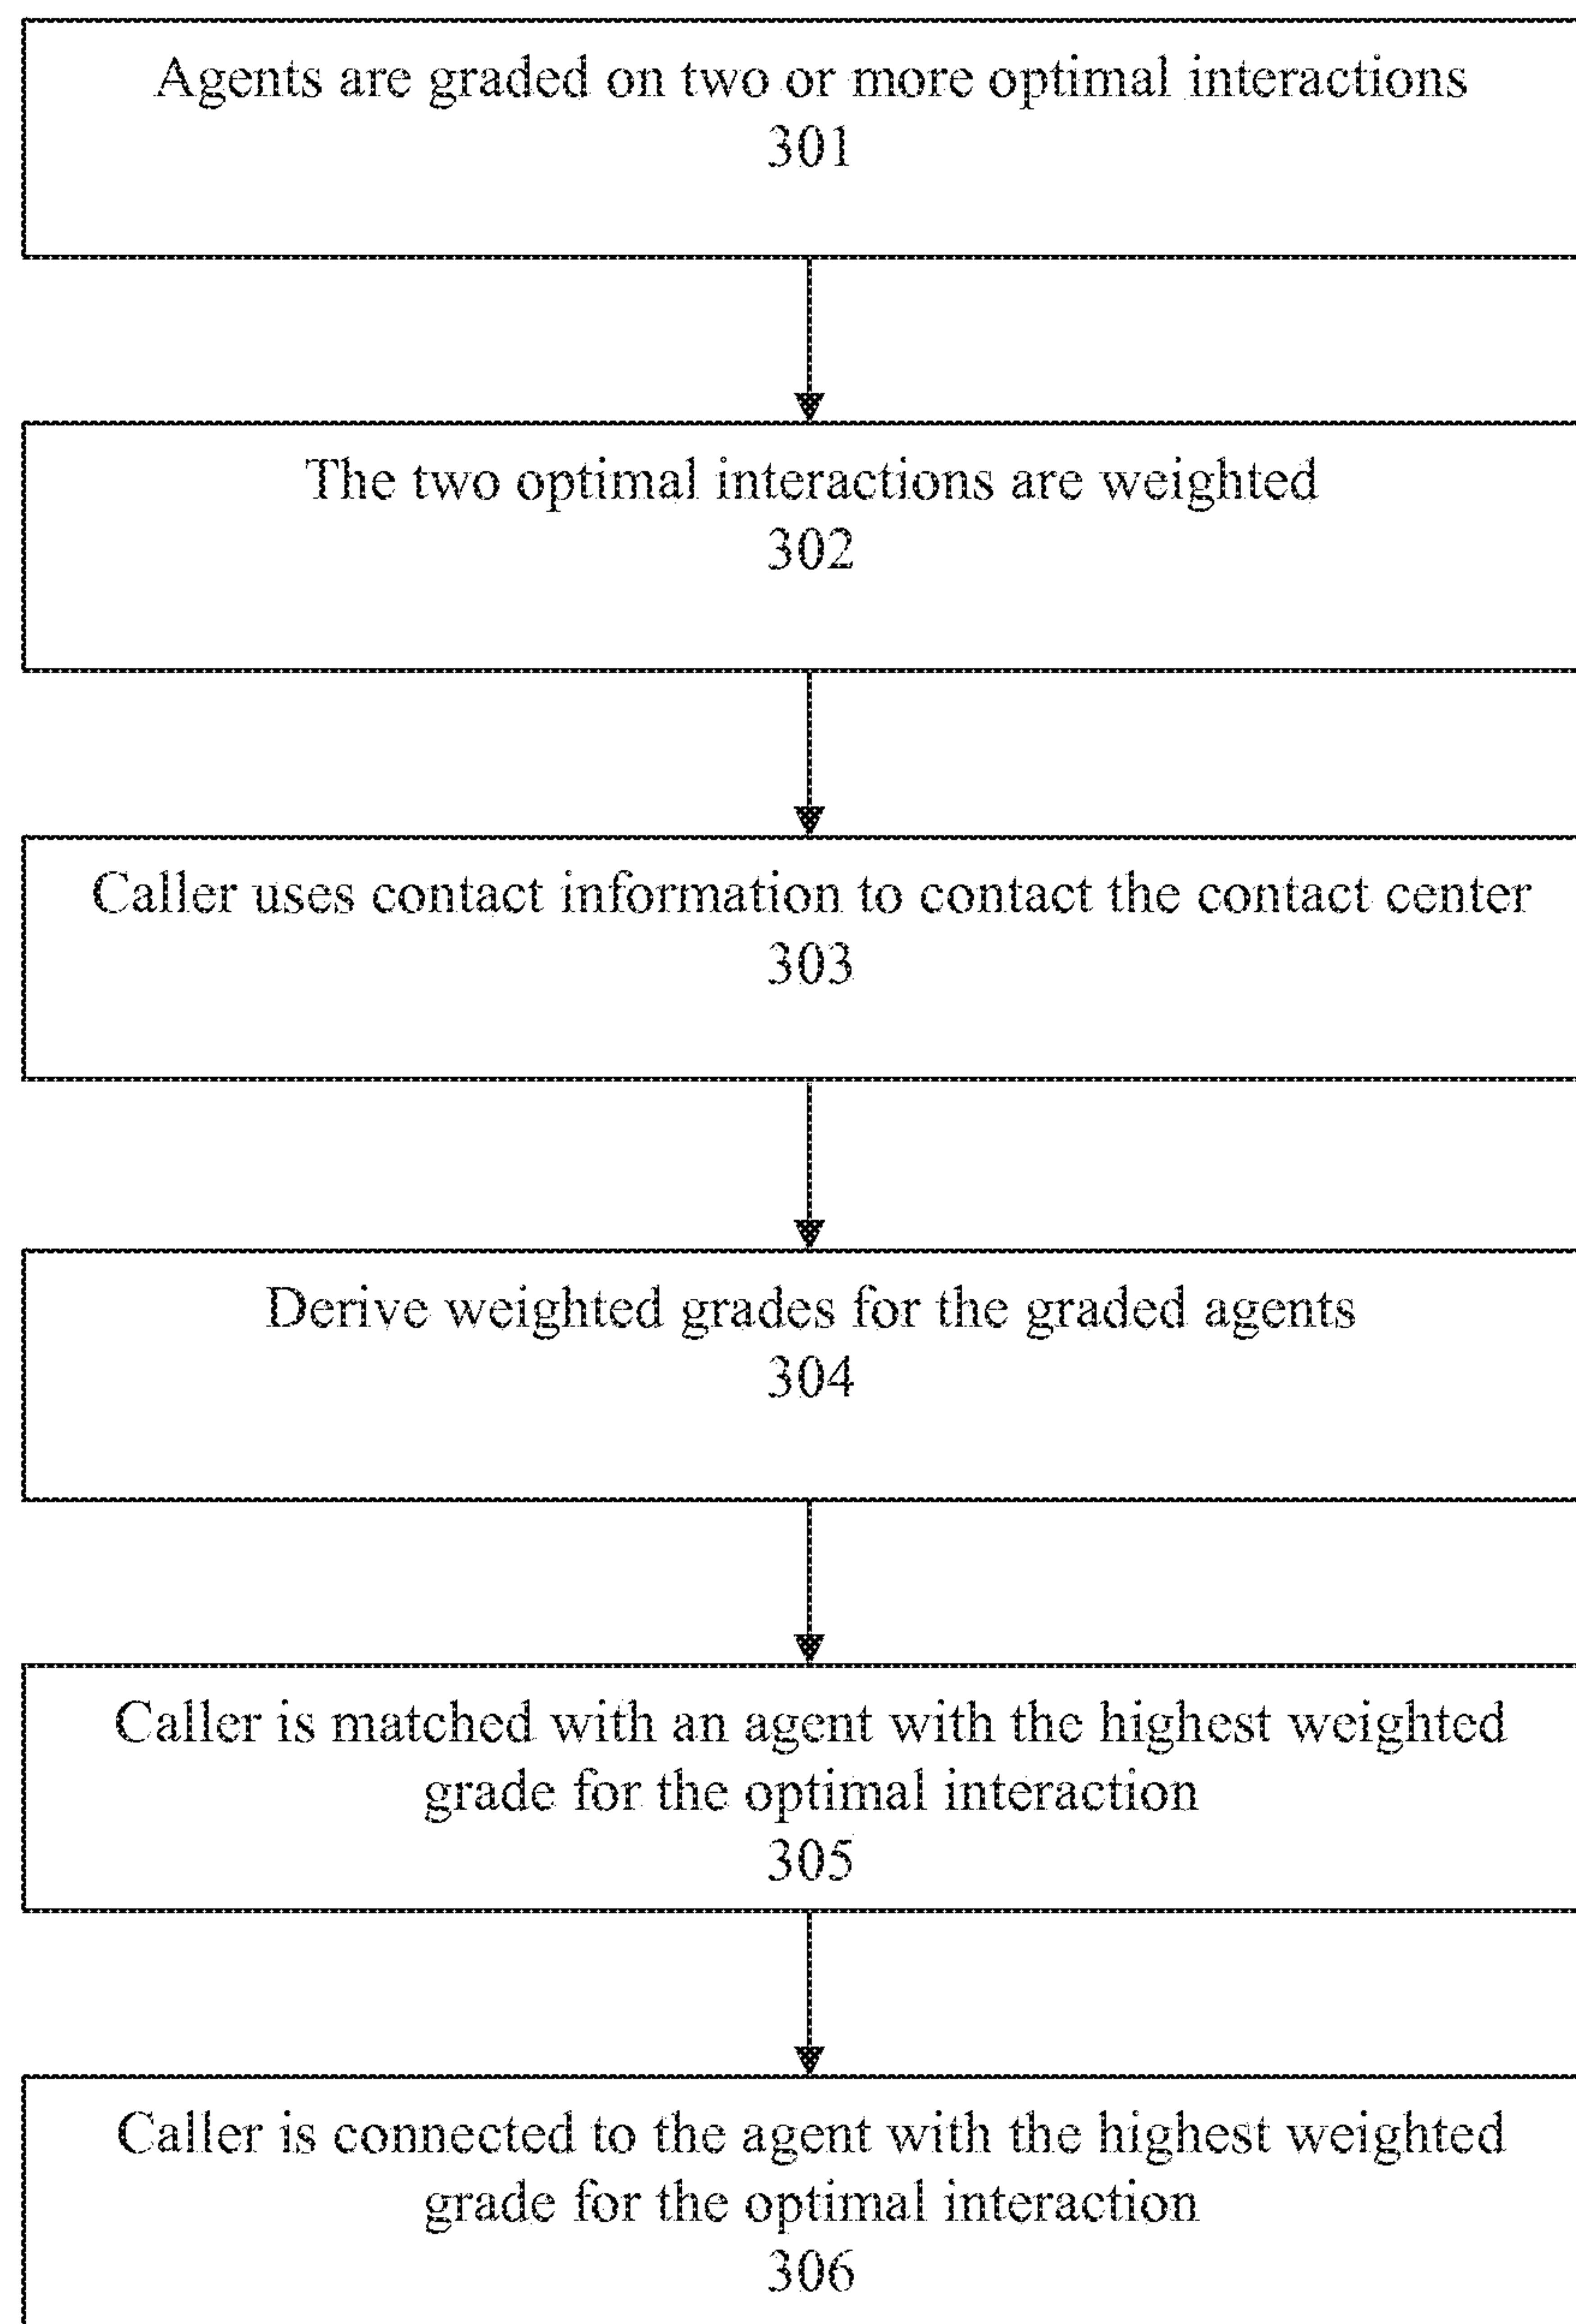 Agents are graded on two or more optimal interactions
301
The two optimal interactions are weighted
302
Caller uses contact information to contact the contact center
303
Derive weighted grades for the graded agents
304
Caller is matched with an agent with the highest weighted
grade for the optimal interaction
305
Caller is connected to the agent with the highest weighted
grade for the optimal interaction
306